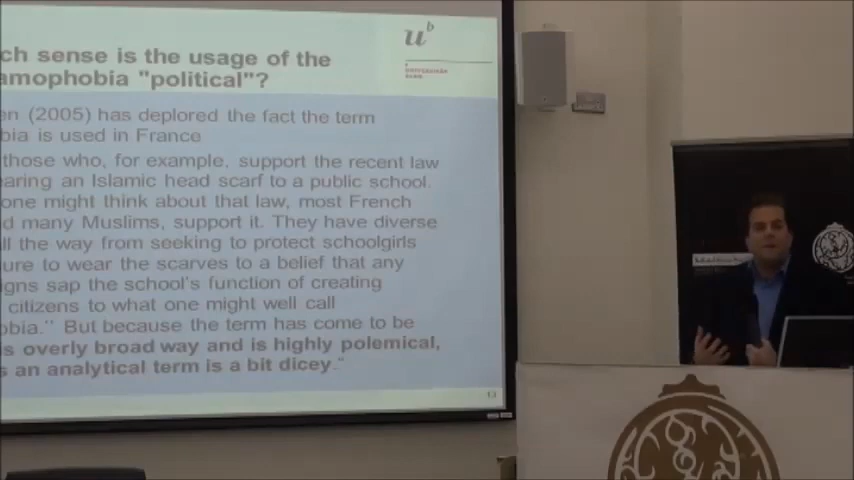 ch sense is the usage of the
amophobia "political"?
en (2005) has deplored the fact the term
bia is used in France
those who, for example, support the recent law
earing an Islamic head scarf to a public school.
one might think about that law, most French
d many Muslims, support it. They have diverse
ll the way from seeking to protect schoolgirls
ure to wear the scarves to a belief that any
igns sap the school's function of creating
citizens to what one might well call
obia." But because the term has come to be
is overly broad way and is highly polemical,
s an analytical term is a bit dicey."
u b
13